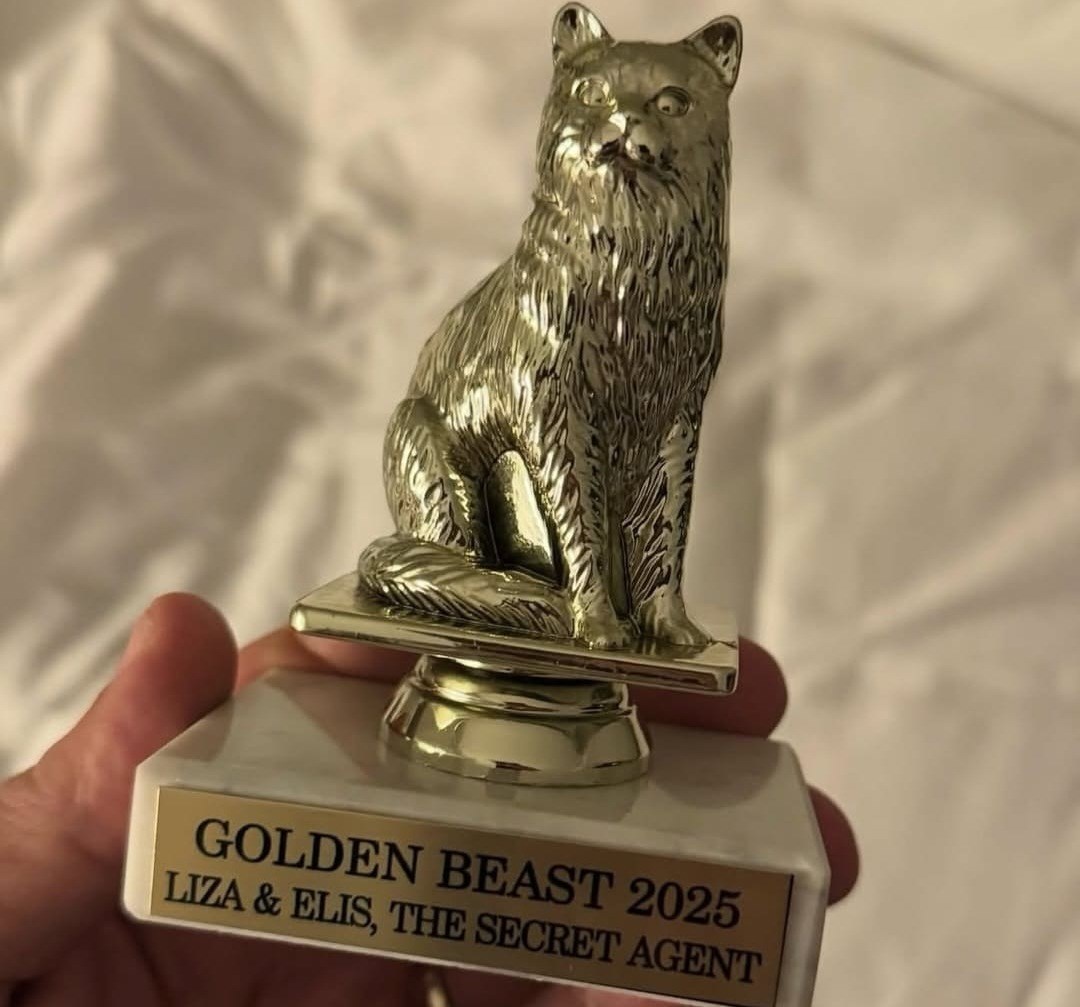 GOLDEN BEAST 2025
LIZA & ELIS, THE SECRET AGENT